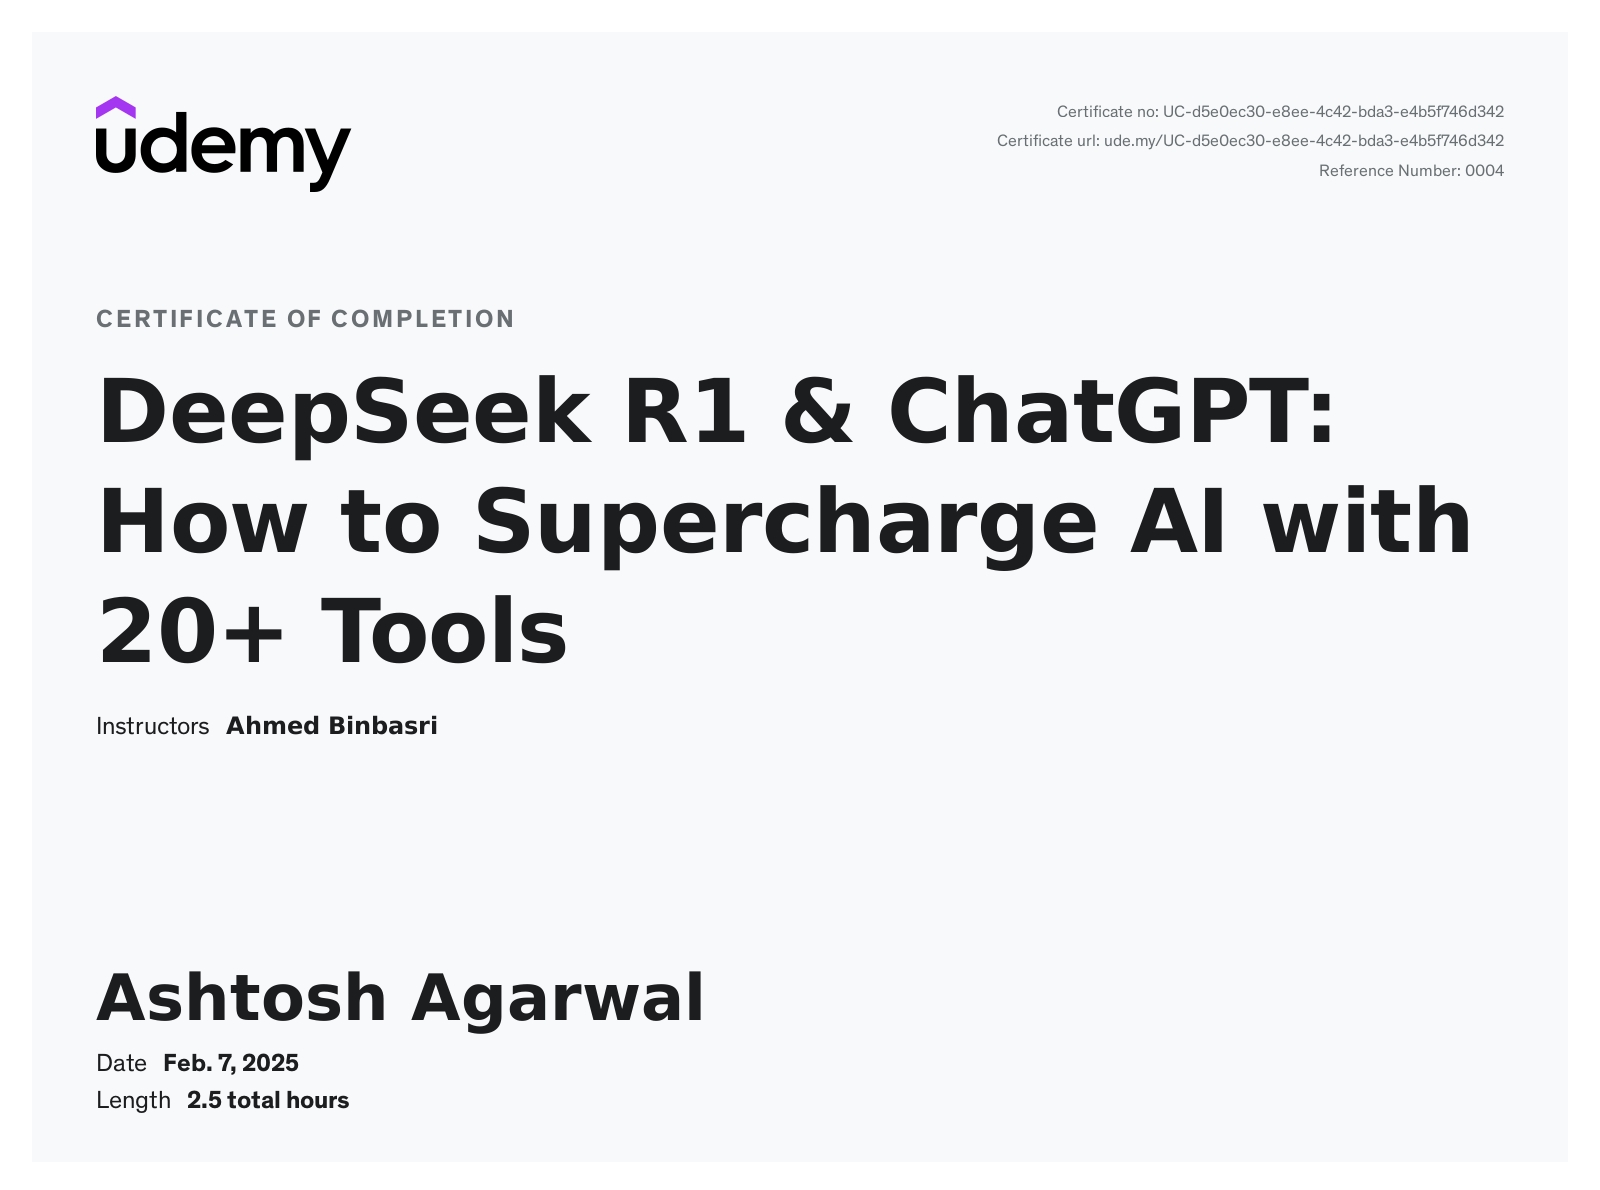 udemy
Certificate no: UC-d5e0ec30-e8ee-4c42-bda3-e4b5f746d342
Certificate url: ude.my/UC-d5e0ec30-e8ee-4c42-bda3-e4b5f746d342
Reference Number: 0004
CERTIFICATE OF COMPLETION
DeepSeek R1 & ChatGPT:
How to Supercharge AI with
20+ Tools
Instructors Ahmed Binbasri
Ashtosh Agarwal
Date Feb. 7, 2025
Length 2.5 total hours